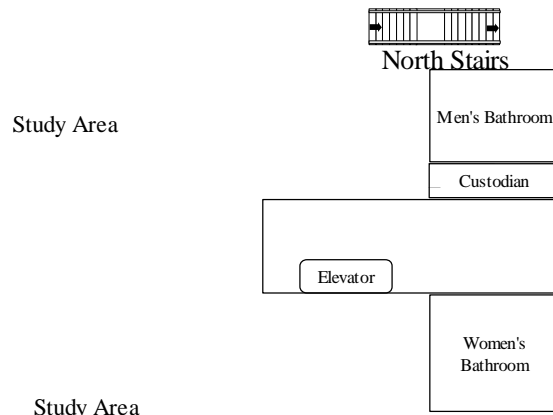 North Stairs
Study Area
Men's Bathroom
Custodian
Elevator
Women's
Bathroom
Study Area